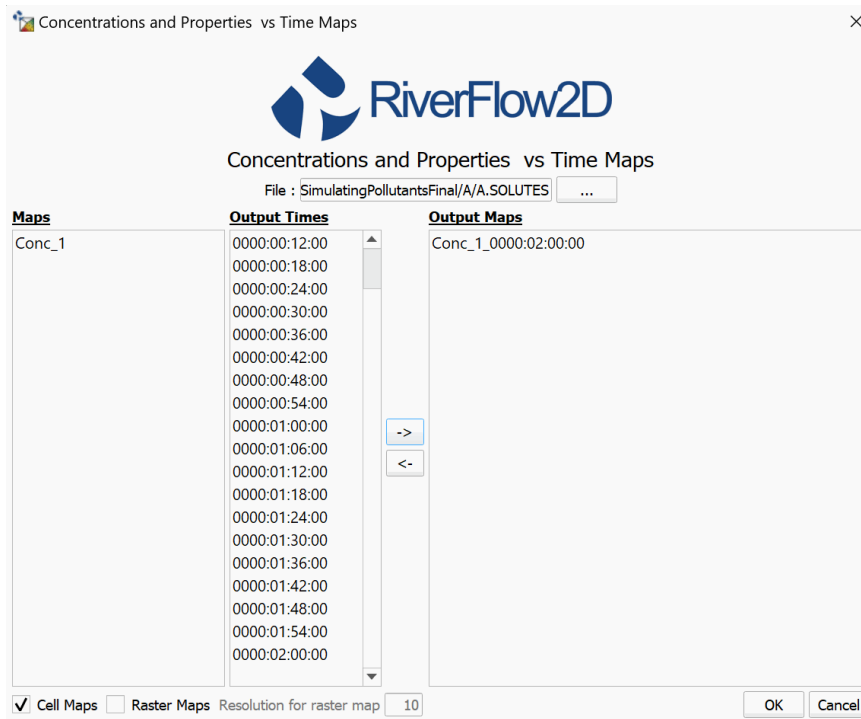 Concentrations and Properties vs Time Maps
RiverFlow2D
Concentrations and Properties vs Time Maps
File : SimulatingPollutantsFinal/A/A.SOLUTES ...
Maps Output Times Output Maps
Conc_1 0000:00:12:00 Conc_1_0000:02:00:00
0000:00:18:00
0000:00:24:00
0000:00:30:00
0000:00:36:00
0000:00:42:00
0000:00:48:00
0000:00:54:00
0000:01:00:00
->
0000:01:06:00
<-
0000:01:12:00
0000:01:18:00
0000:01:24:00
0000:01:30:00
0000:01:36:00
0000:01:42:00
0000:01:48:00
0000:01:54:00
0000:02:00:00
Cell Maps Raster Maps Resolution for raster map 10 OK Cancel